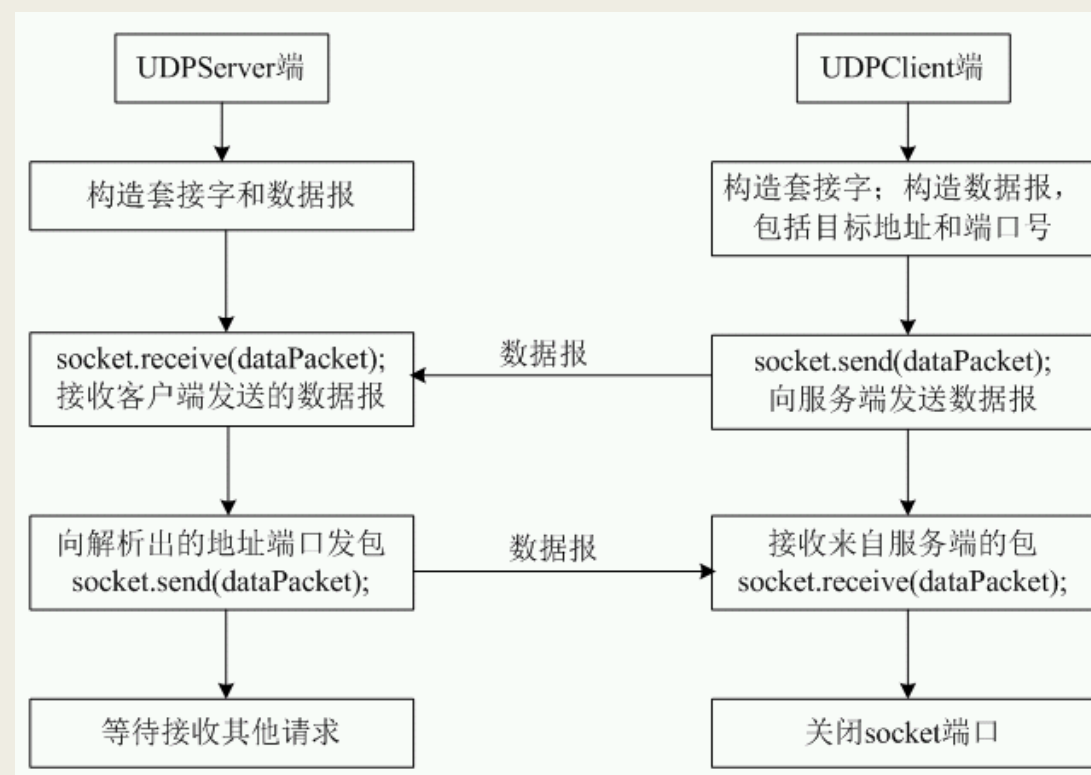 UDPServer端
UDPClient端
构造套接字和数据报
构造套接字；构造数据报，
包括目标地址和端口号
socket.receive(dataPacket);
接收客户端发送的数据报
数据报
socket.send(dataPacket);
向服务端发送数据报
向解析出的地址端口发包
socket.send(dataPacket);
数据报
接收来自服务端的包
socket.receive(dataPacket);
等待接收其他请求
关闭socket端口